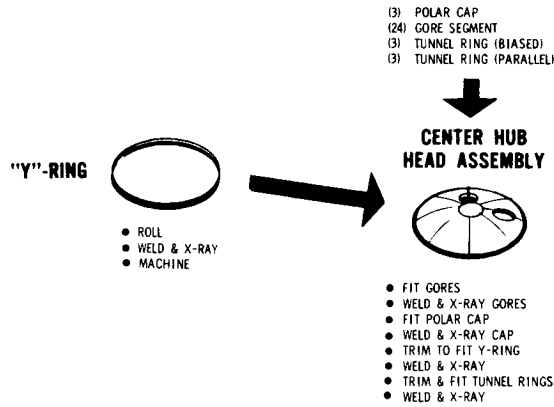 (3) POLAR CAP
(24) GORE SEGMENT
(3) TUNNEL RING (BIASED)
(3) TUNNEL RING (PARALLEL)
CENTER HUB
HEAD ASSEMBLY
"Y"-RING
● ROLL
● WELD & X-RAY
● MACHINE
● FIT GORES
● WELD & X-RAY GORES
● FIT POLAR CAP
● WELD & X-RAY CAP
● TRIM TO FIT Y-RING
● WELD & X-RAY
● TRIM & FIT TUNNEL RINGS
● WELD & X-RAY